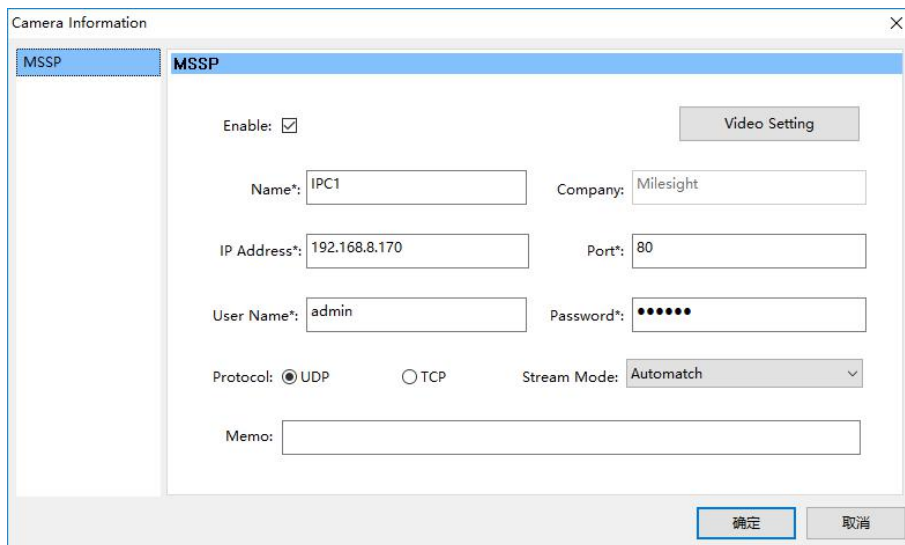 Camera Information
MSSP
MSSP
Enable:
Video Setting
Name*: IPC1
Company: Milesight
IP Address*: 192.168.8.170
Port*: 80
User Name*: admin
Password*: ●●●●●●
Protocol: UDP TCP
Stream Mode: Automatch
Memo:
确定
取消